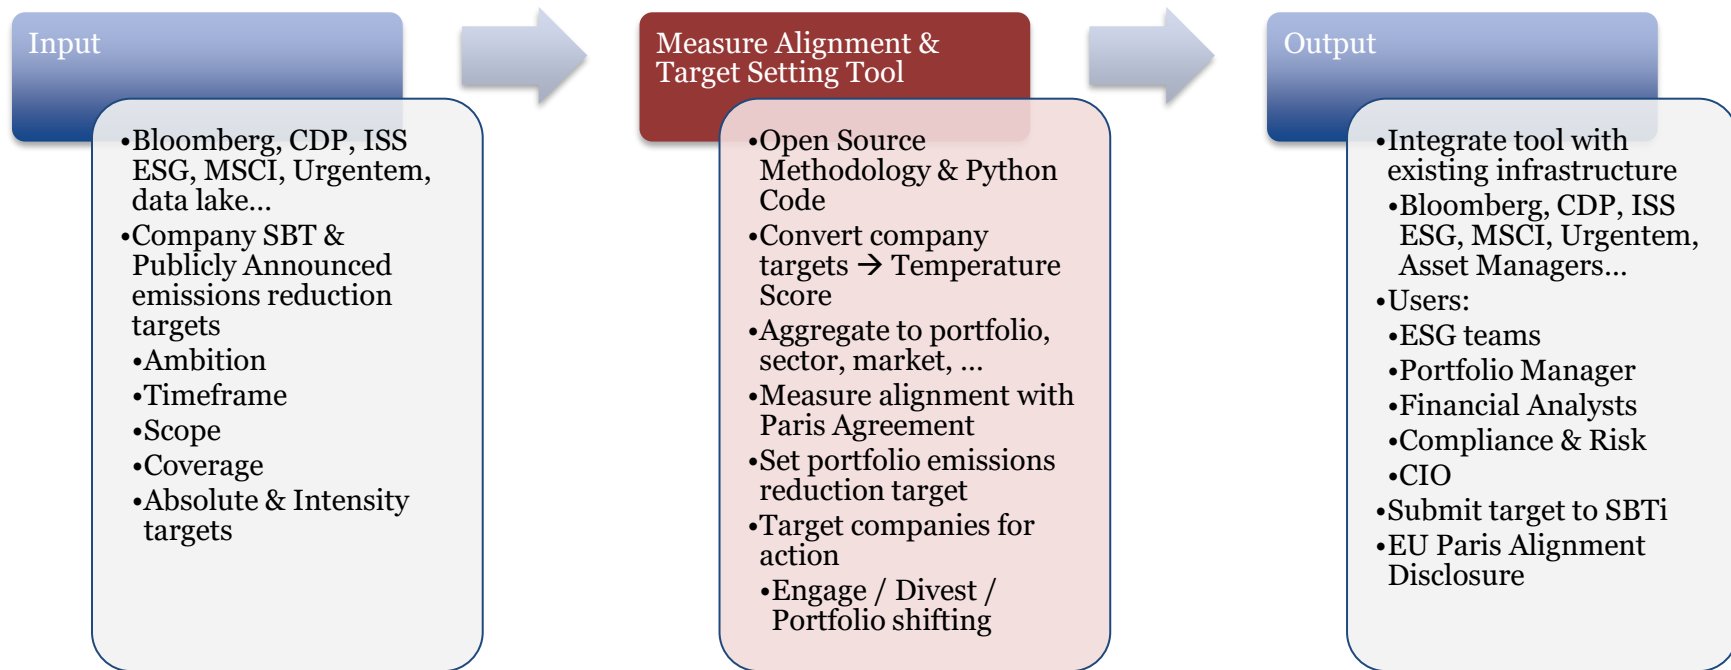 Input
•Bloomberg, CDP, ISS
ESG, MSCI, Urgentem,
data lake...
•Company SBT &
Publicly Announced
emissions reduction
targets
•Ambition
•Timeframe
•Scope
•Coverage
•Absolute & Intensity
targets
Measure Alignment &
Target Setting Tool
•Open Source
Methodology & Python
Code
•Convert company
targets → Temperature
Score
•Aggregate to portfolio,
sector, market, ...
•Measure alignment with
Paris Agreement
•Set portfolio emissions
reduction target
•Target companies for
action
•Engage / Divest /
Portfolio shifting
Output
•Integrate tool with
existing infrastructure
•Bloomberg, CDP, ISS
ESG, MSCI, Urgentem,
Asset Managers...
•Users:
•ESG teams
•Portfolio Manager
•Financial Analysts
•Compliance & Risk
•CIO
•Submit target to SBTi
•EU Paris Alignment
Disclosure